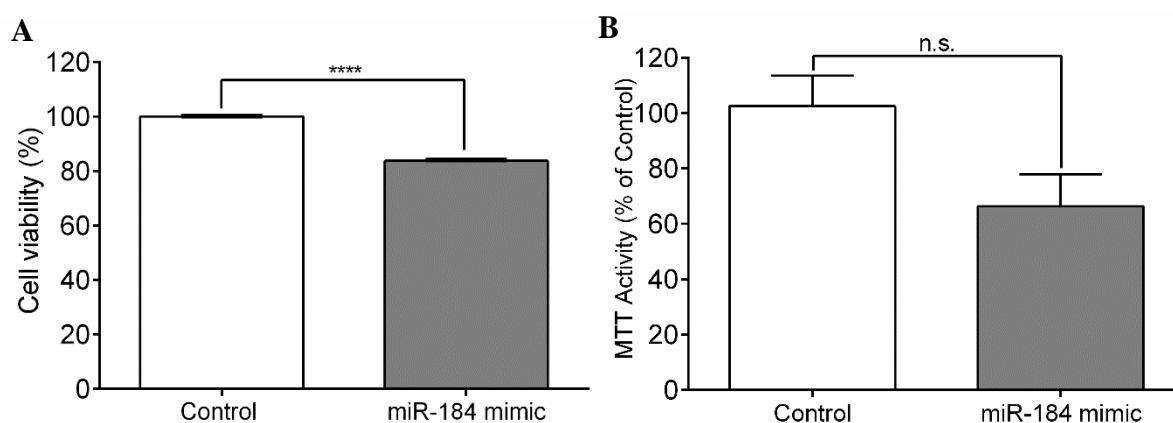 A
Cell viability (%)
120
100
80
60
40
20
0
****
Control
miR-184 mimic
B
MTT Activity (% of Control)
120
100
80
60
40
20
0
n.s.
Control
miR-184 mimic